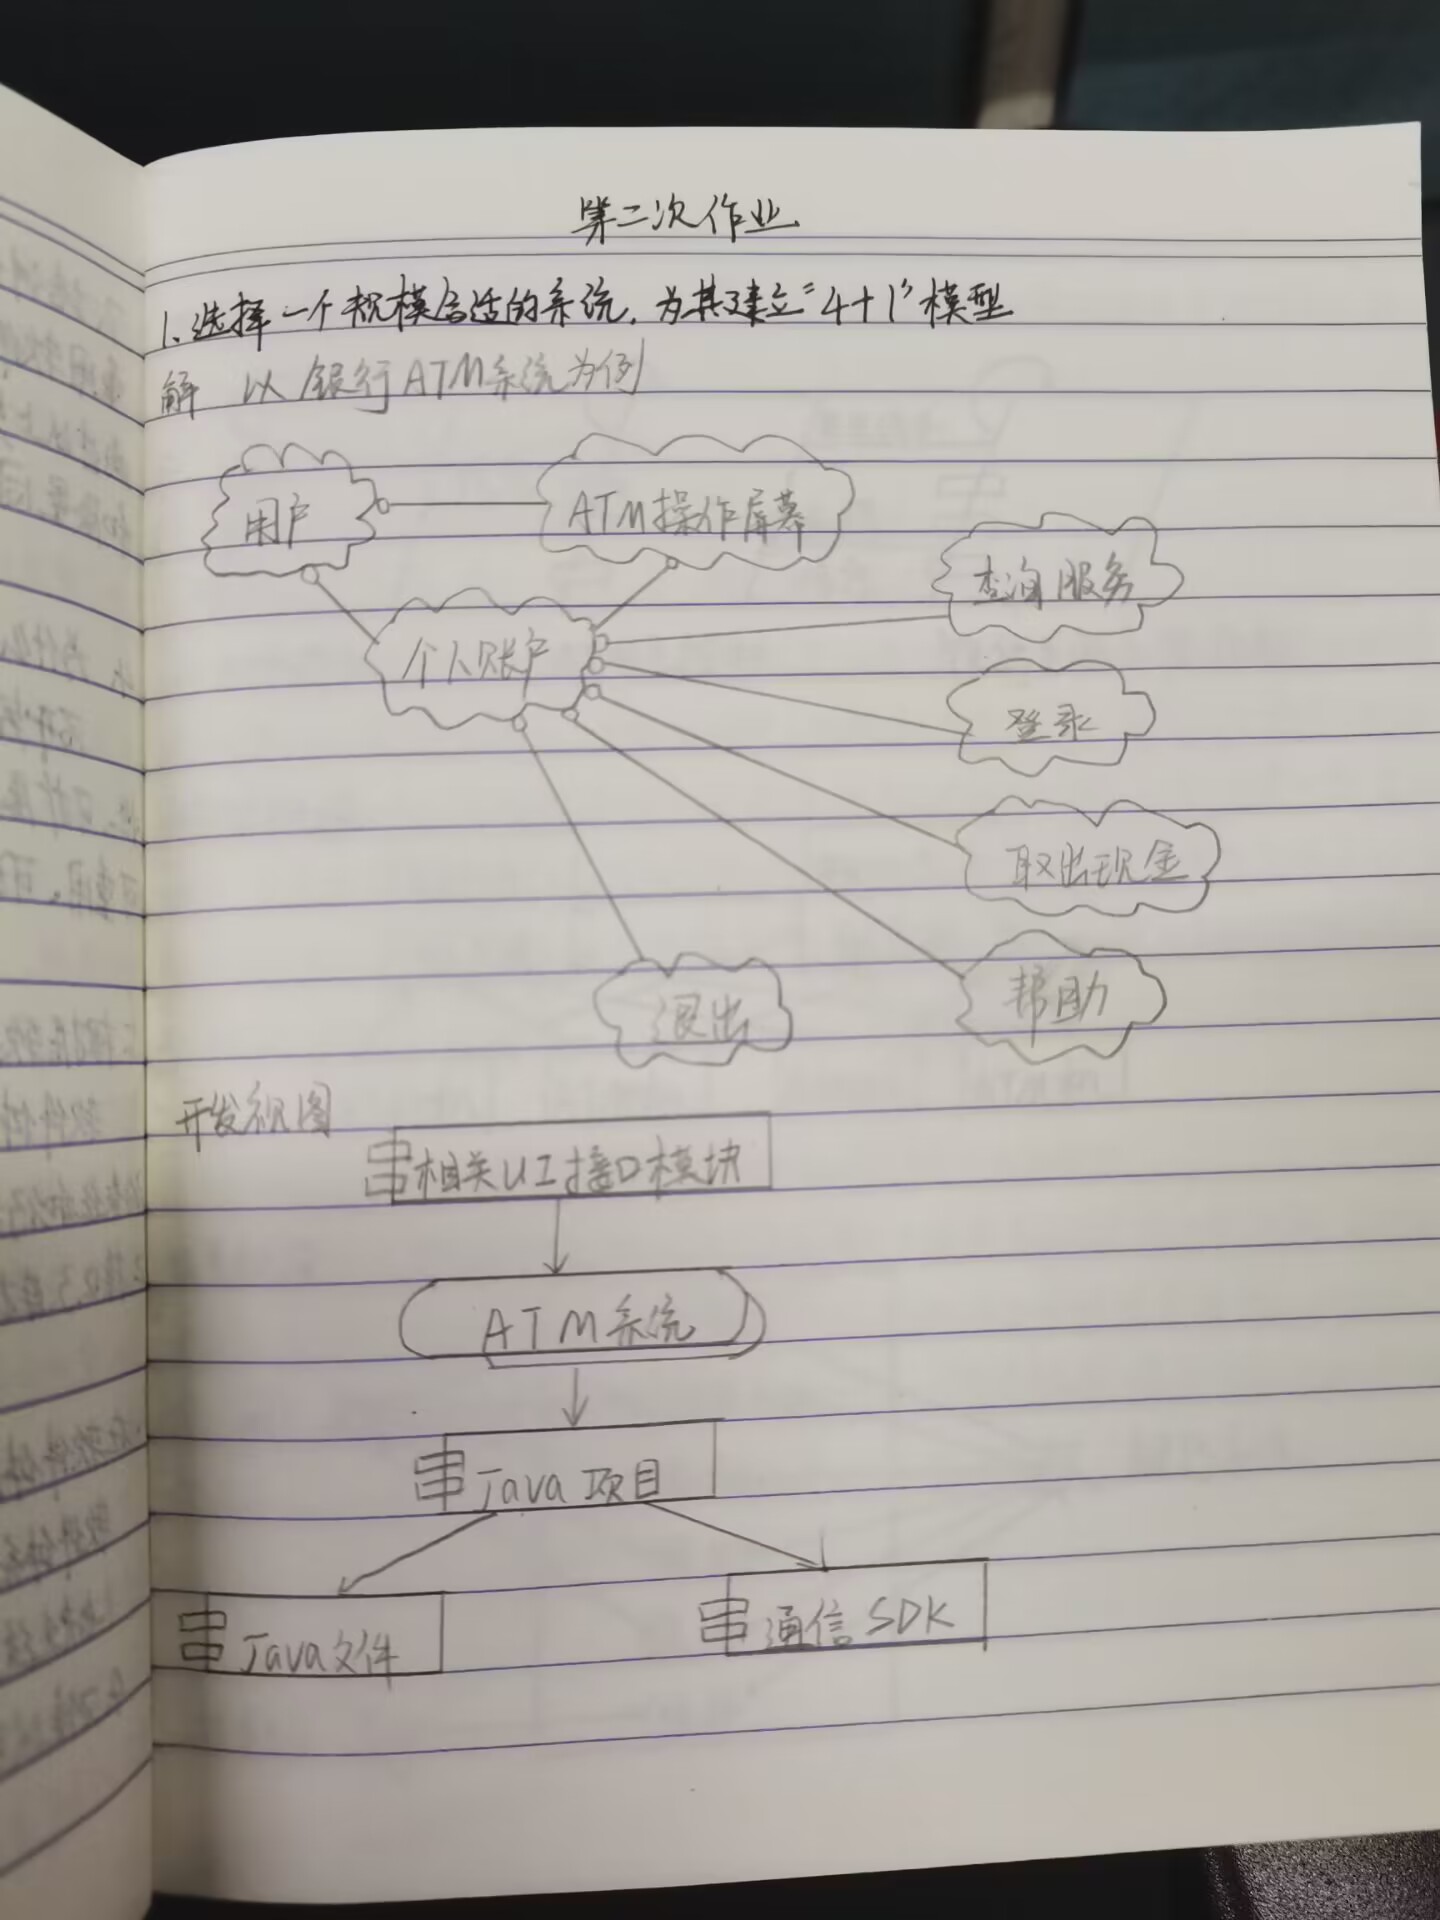 第二次作业
1.选择一个规模合适的系统,为其建立"4+1"模型
解 以银行ATM系统为例
用户
ATM操作屏幕
查询服务
个人账户
登录
取出现金
帮助
退出
开发视图
相关UI接口模块
ATM系统
Java项目
Java文件
通信SDK